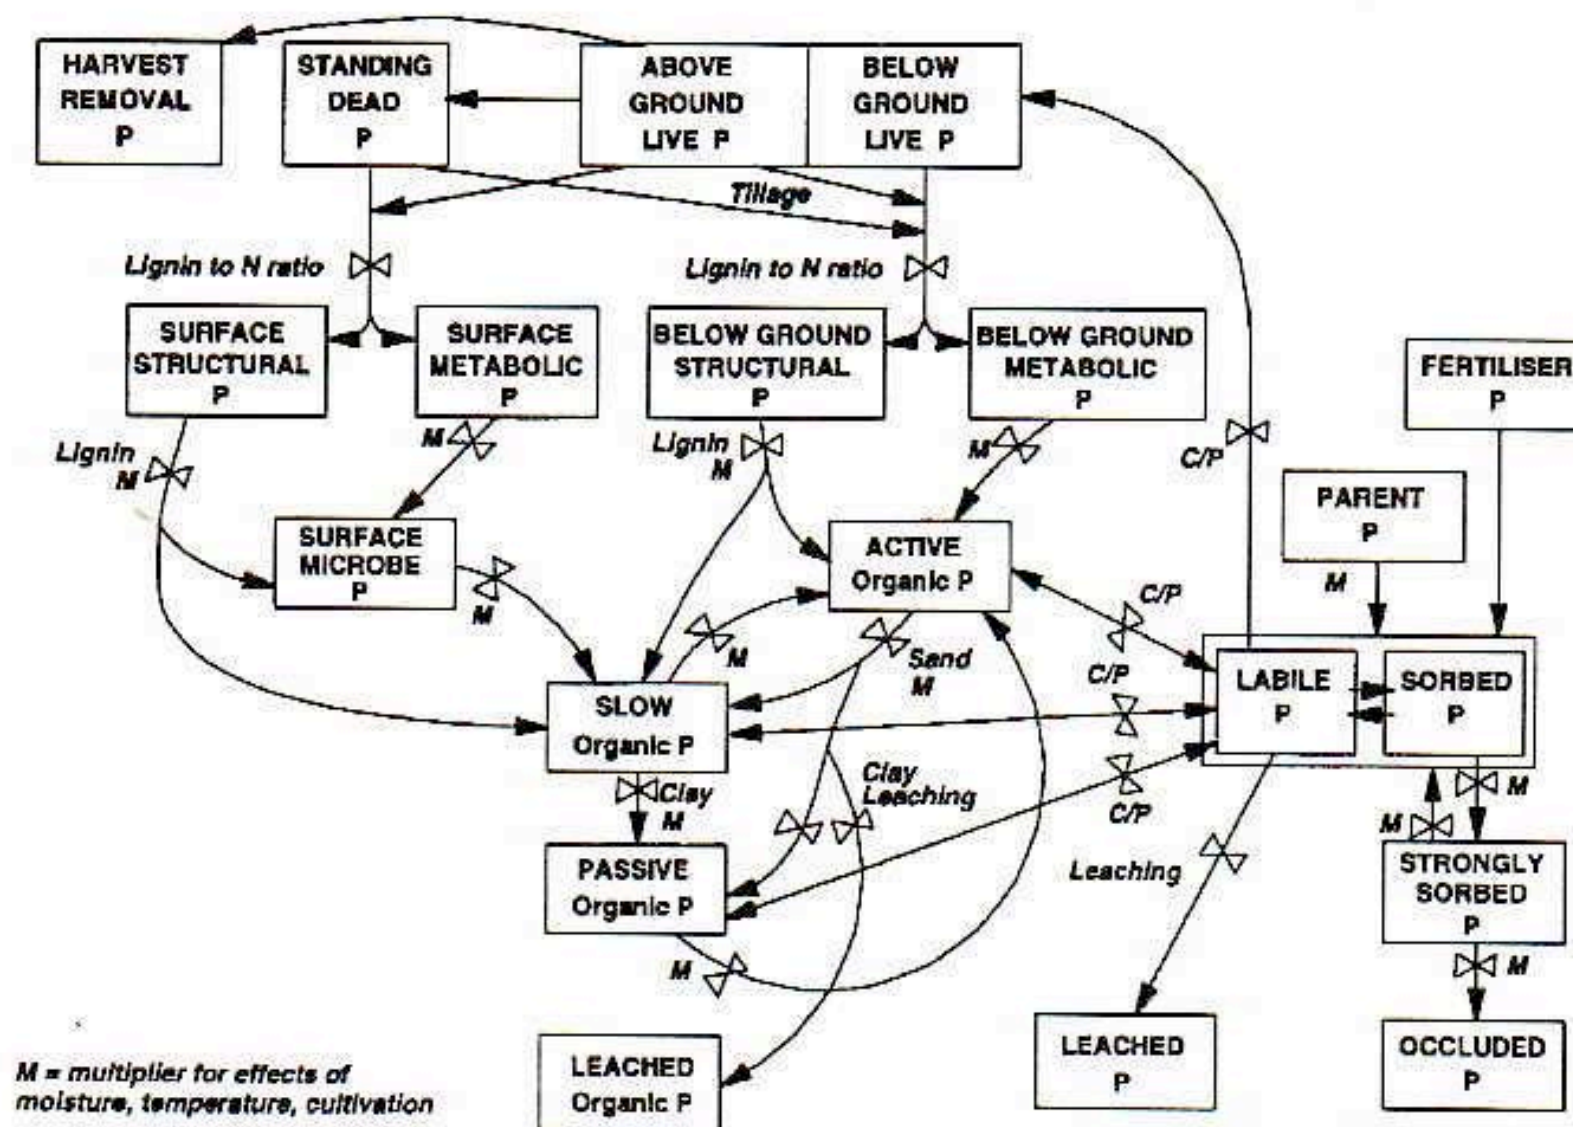 HARVEST
REMOVAL
P
STANDING
DEAD
P
ABOVE
GROUND
LIVE P
BELOW
GROUND
LIVE P
Tillage
Lignin to N ratio
Lignin to N ratio
SURFACE
STRUCTURAL
P
SURFACE
METABOLIC
P
BELOW GROUND
STRUCTURAL
P
BELOW GROUND
METABOLIC
P
FERTILISER
P
Lignin
M
M
Lignin
M
M
C/P
PARENT
P
M
SURFACE
MICROBE
P
M
ACTIVE
Organic P
C/P
M
Sand
M
C/P
LABILE
P
SORBED
P
SLOW
Organic P
Clay
M
Clay
Leaching
C/P
M
M
PASSIVE
Organic P
Leaching
STRONGLY
SORBED
P
M
M
LEACHED
Organic P
LEACHED
P
OCCLUDED
P
M = multiplier for effects of
moisture, temperature, cultivation